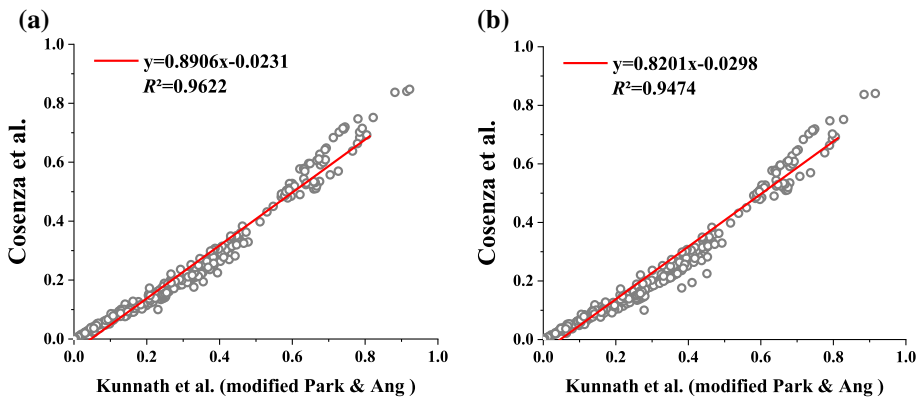 (a)
y=0.8906x-0.0231
R²=0.9622
Cosenza et al.
1.0
0.8
0.6
0.4
0.2
0.0
0.0 0.2 0.4 0.6 0.8 1.0
Kunnath et al. (modified Park & Ang )
(b)
y=0.8201x-0.0298
R²=0.9474
Cosenza et al.
1.0
0.8
0.6
0.4
0.2
0.0
0.0 0.2 0.4 0.6 0.8 1.0
Kunnath et al. (modified Park & Ang )